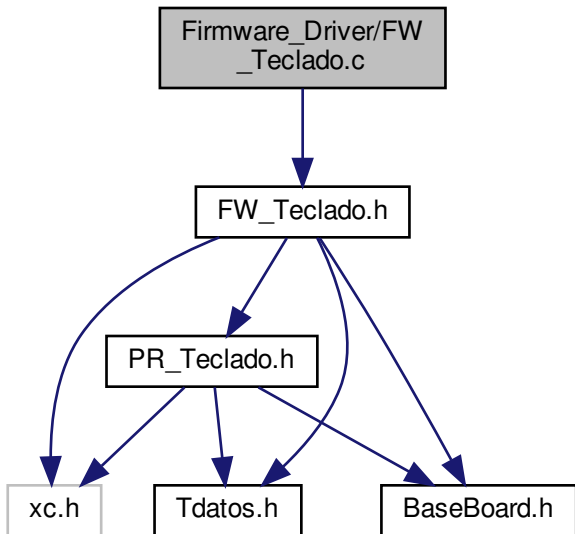 Firmware_Driver/FW
_Teclado.c
FW_Teclado.h
PR_Teclado.h
xc.h
Tdatos.h
BaseBoard.h